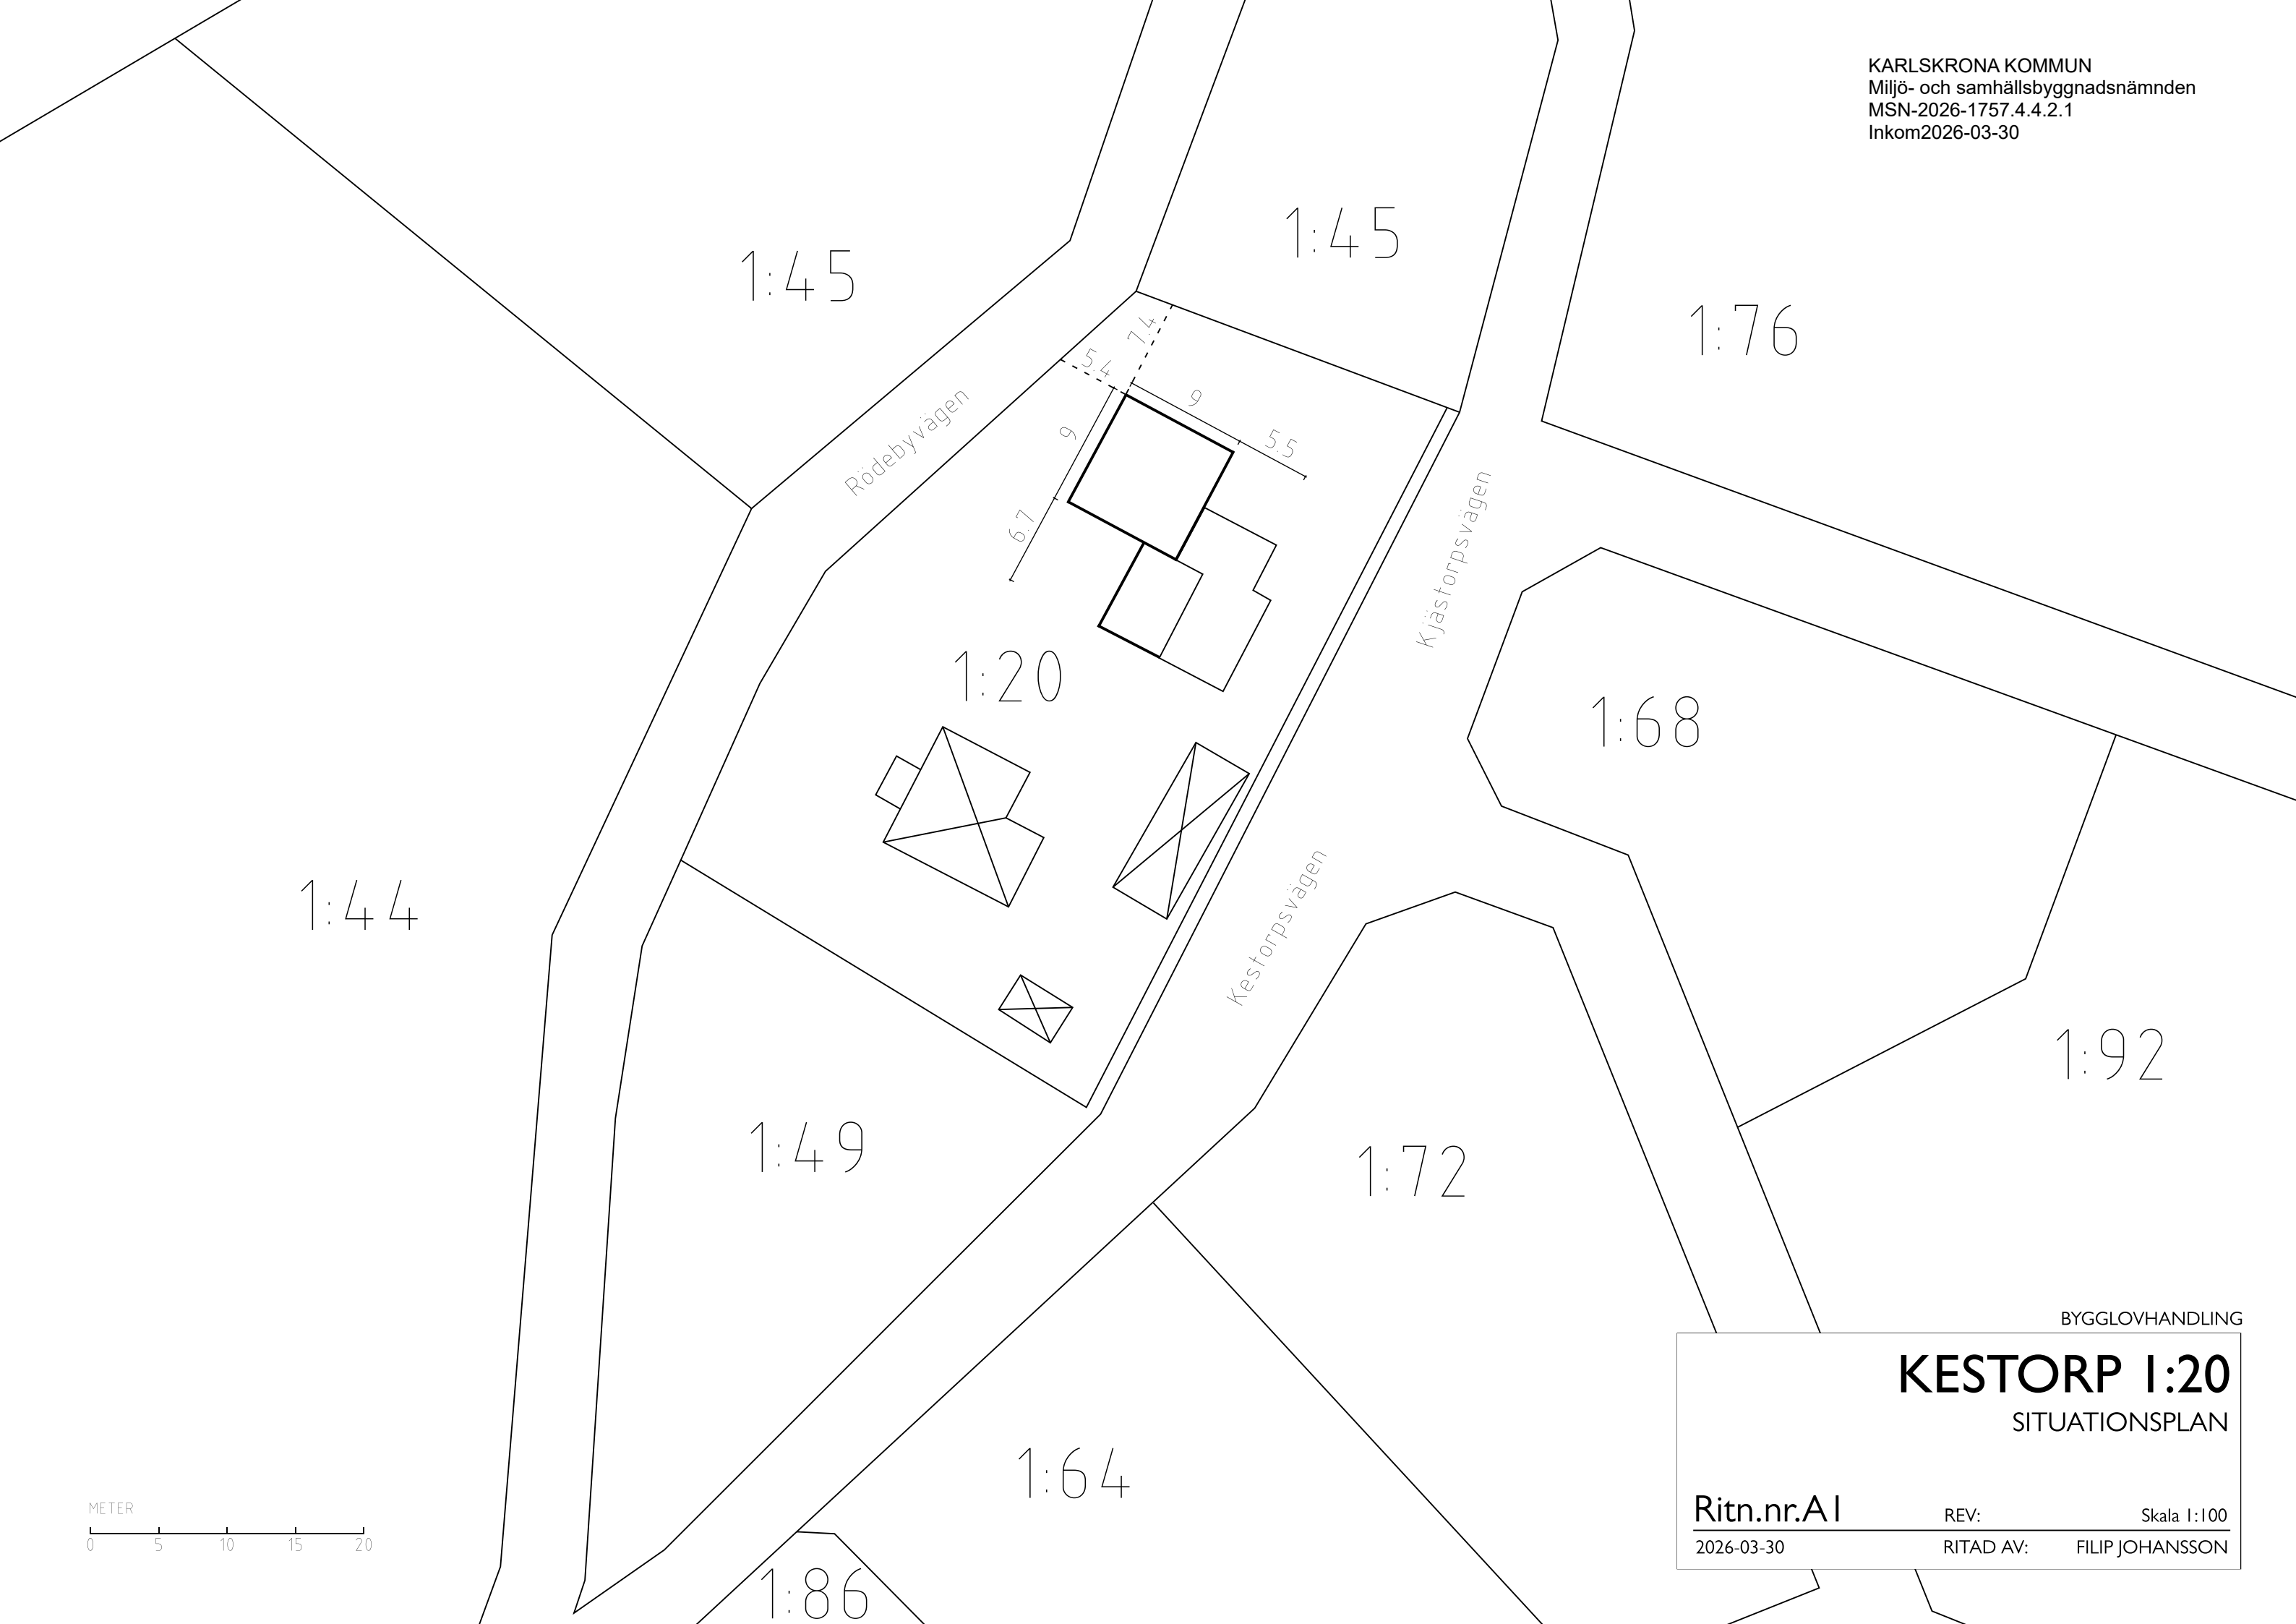 KARLSKRONA KOMMUN
Miljö- och samhällsbyggnadsnämnden
MSN-2026-1757.4.4.2.1
Inkom2026-03-30
1:45
1:45
1:76
7.4
5.4
9
5.5
9
6.7
Rödebyvägen
Kjästorpsvägen
1:20
1:68
1:44
Kestorpsvägen
1:92
1:49
1:72
1:64
1:86
METER
0 5 10 15 20
BYGGLOVHANDLING
KESTORP 1:20
SITUATIONSPLAN
Ritn.nr.A1 REV: Skala 1:100
2026-03-30 RITAD AV: FILIP JOHANSSON